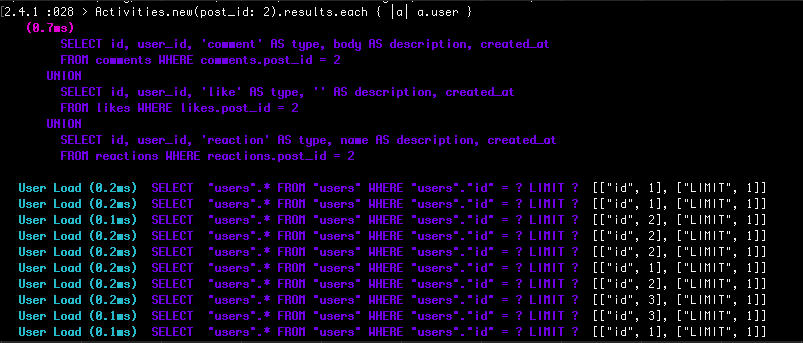 [2.4.1 :028 > Activities.new(post_id: 2).results.each { |a| a.user }
(0.7ms)
SELECT id, user_id, 'comment' AS type, body AS description, created_at
FROM comments WHERE comments.post_id = 2
UNION
SELECT id, user_id, 'like' AS type, '' AS description, created_at
FROM likes WHERE likes.post_id = 2
UNION
SELECT id, user_id, 'reaction' AS type, name AS description, created_at
FROM reactions WHERE reactions.post_id = 2
User Load (0.2ms)  SELECT  "users".* FROM "users" WHERE "users"."id" = ? LIMIT ?  [["id", 1], ["LIMIT", 1]]
User Load (0.1ms)  SELECT  "users".* FROM "users" WHERE "users"."id" = ? LIMIT ?  [["id", 1], ["LIMIT", 1]]
User Load (0.1ms)  SELECT  "users".* FROM "users" WHERE "users"."id" = ? LIMIT ?  [["id", 2], ["LIMIT", 1]]
User Load (0.2ms)  SELECT  "users".* FROM "users" WHERE "users"."id" = ? LIMIT ?  [["id", 2], ["LIMIT", 1]]
User Load (0.2ms)  SELECT  "users".* FROM "users" WHERE "users"."id" = ? LIMIT ?  [["id", 2], ["LIMIT", 1]]
User Load (0.2ms)  SELECT  "users".* FROM "users" WHERE "users"."id" = ? LIMIT ?  [["id", 1], ["LIMIT", 1]]
User Load (0.2ms)  SELECT  "users".* FROM "users" WHERE "users"."id" = ? LIMIT ?  [["id", 2], ["LIMIT", 1]]
User Load (0.2ms)  SELECT  "users".* FROM "users" WHERE "users"."id" = ? LIMIT ?  [["id", 3], ["LIMIT", 1]]
User Load (0.1ms)  SELECT  "users".* FROM "users" WHERE "users"."id" = ? LIMIT ?  [["id", 3], ["LIMIT", 1]]
User Load (0.1ms)  SELECT  "users".* FROM "users" WHERE "users"."id" = ? LIMIT ?  [["id", 1], ["LIMIT", 1]]